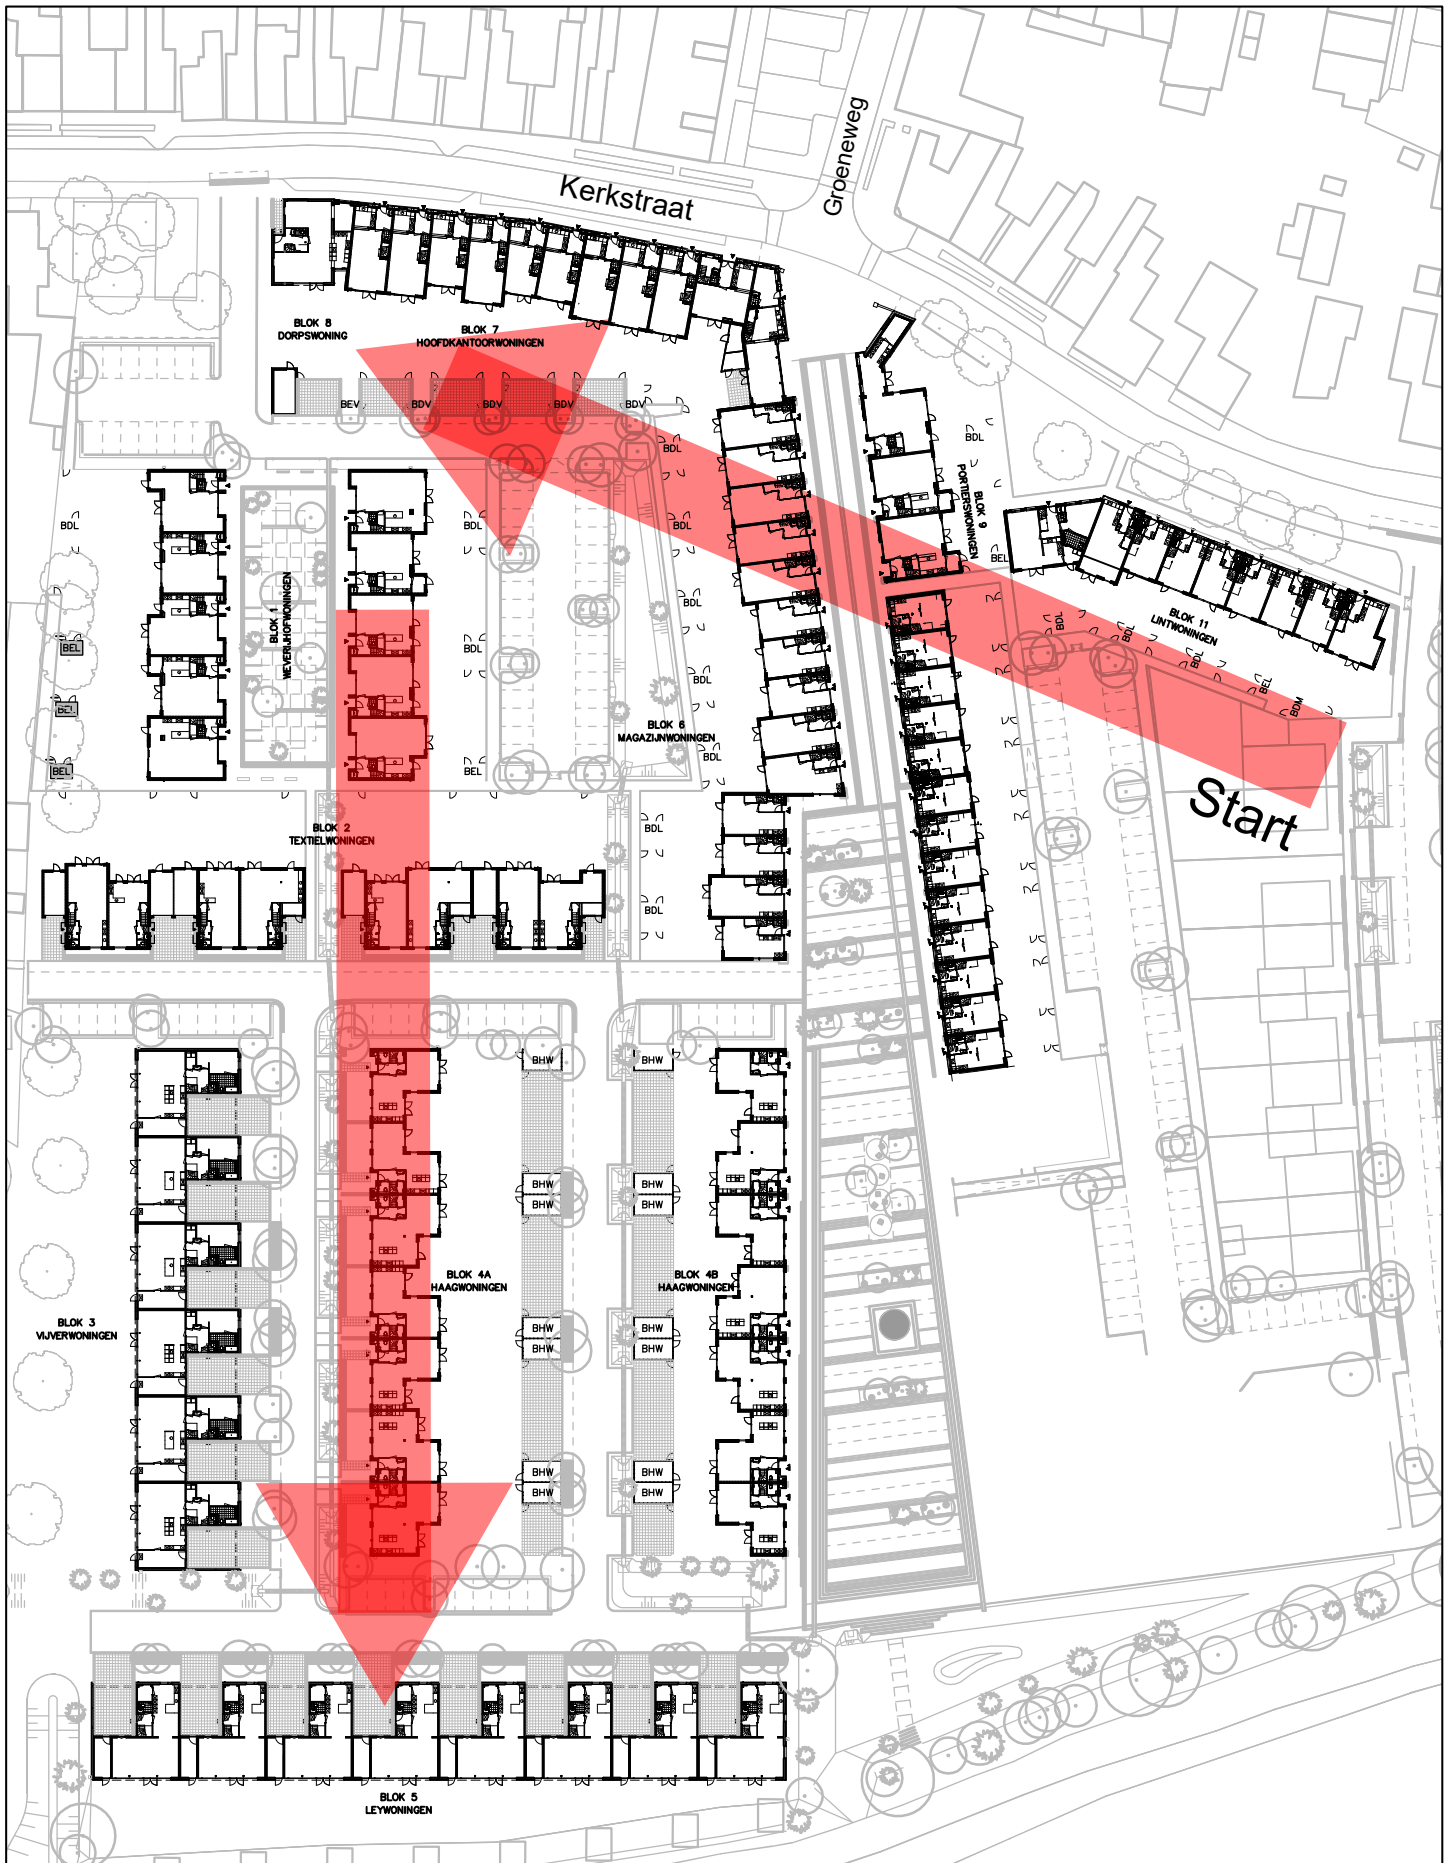 Kerkstraat
Groeneweg
BLOK 8
DORPSWONING
BLOK 7
HOOFDKANTOORWONINGEN
BEV
BDV
BDV
BDV
BDV
BDL
BDL
BDL
BDL
BDL
BDL
BLOK 9
PORTIERSWONINGEN
BEL
BLOK 1
WEVERIJHOFWONINGEN
BDL
BDL
BDL
BDL
BDL
BDL
BEL
BDM
BLOK 11
LINTWONINGEN
BEL
BEL
BEL
BDL
BLOK 6
MAGAZIJNWONINGEN
BDL
BEL
Start
BLOK 2
TEXTIELWONINGEN
BDL
BDL
BHW
BHW
BHW
BHW
BHW
BHW
BLOK 4A
HAAGWONINGEN
BLOK 4B
HAAGWONINGEN
BLOK 3
VIJVERWONINGEN
BHW
BHW
BHW
BHW
BHW
BHW
BHW
BHW
BLOK 5
LEYWONINGEN